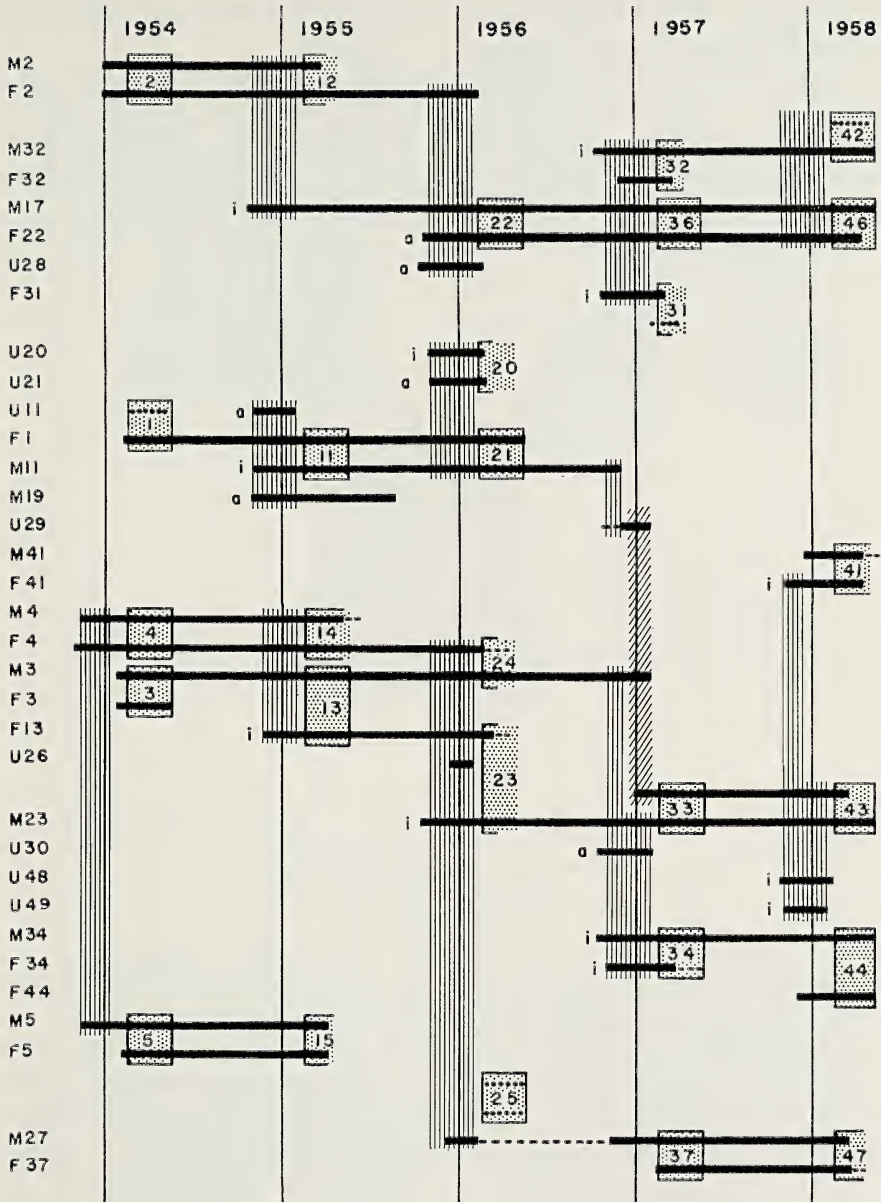 1954 1955 1956 1957 1958
M2
2 12
F2
42
M32 i
32
F32
M17 i
22 36 46
F22 a
U28 a
F31 i
31
U20 i
20
U21 a
U11 a
1
F1
11 21
M11 i
M19 a
U29
M41
41
F41 i
M4
4 14
F4
24
M3
3 13
F3
F13 i
U26
23
33 43
M23 i
U30 a
U48 i
U49 i
M34 i
34
F34 i
44
F44
M5
5 15
F5
25
M27
37 47
F37